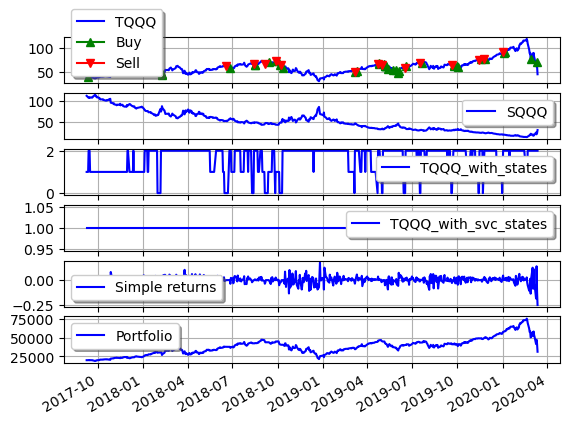 TQQQ
Buy
Sell
100
50
SQQQ
100
50
TQQQ_with_states
2
0
TQQQ_with_svc_states
1.05
1.00
0.95
Simple returns
0.00
−0.25
Portfolio
75000
50000
25000
2017-10 2018-01 2018-04 2018-07 2018-10 2019-01 2019-04 2019-07 2019-10 2020-01 2020-04